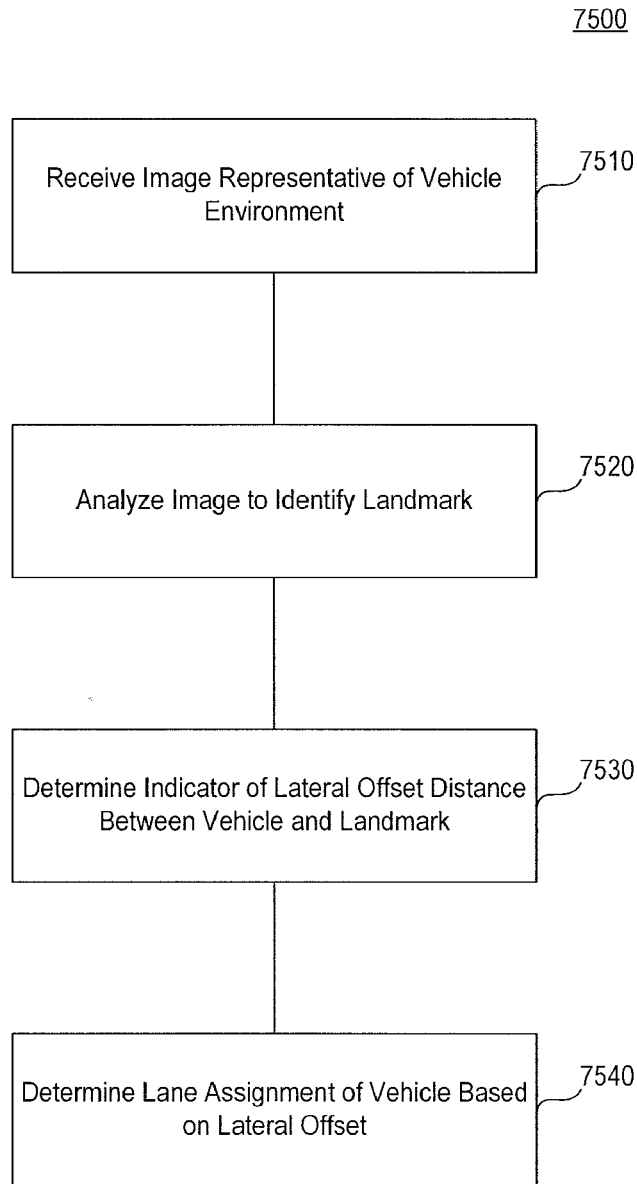 7500
Receive Image Representative of Vehicle
Environment
7510
Analyze Image to Identify Landmark
7520
Determine Indicator of Lateral Offset Distance
Between Vehicle and Landmark
7530
Determine Lane Assignment of Vehicle Based
on Lateral Offset
7540